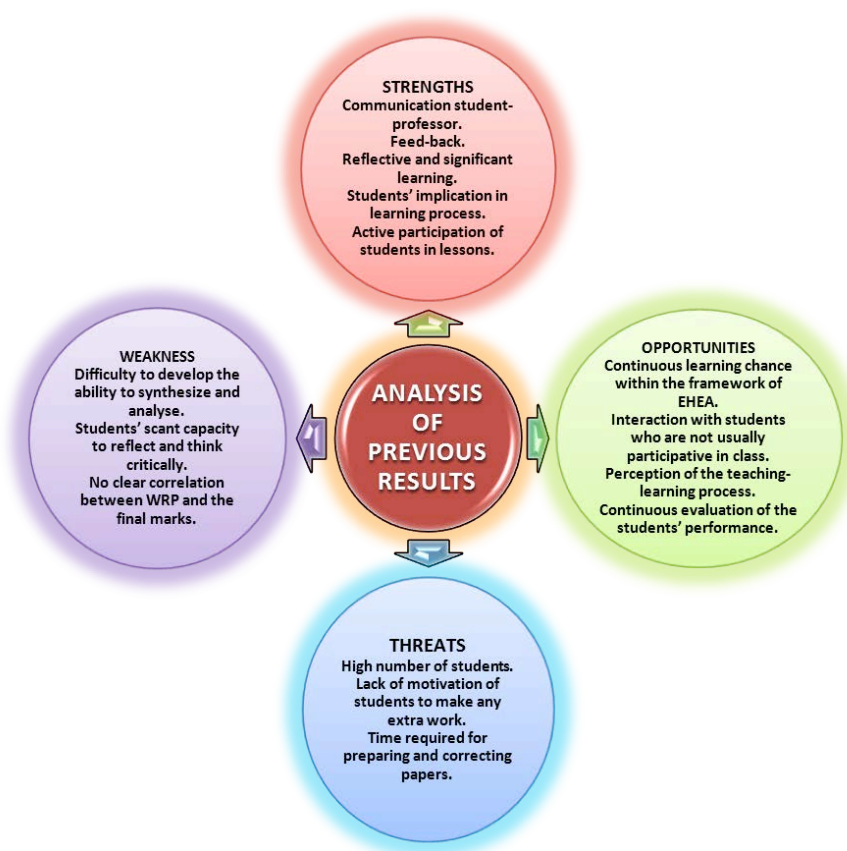 STRENGTHS
Communication student-
professor.
Feed-back.
Reflective and significant
learning.
Students' implication in
learning process.
Active participation of
students in lessons.
WEAKNESS
Difficulty to develop the
ability to synthesize and
analyse.
Students' scant capacity
to reflect and think
critically.
No clear correlation
between WRP and the
final marks.
ANALYSIS
OF
PREVIOUS
RESULTS
OPPORTUNITIES
Continuous learning chance
within the framework of
EHEA.
Interaction with students
who are not usually
participative in class.
Perception of the teaching-
learning process.
Continuous evaluation of the
students' performance.
THREATS
High number of students.
Lack of motivation of
students to make any
extra work.
Time required for
preparing and correcting
papers.